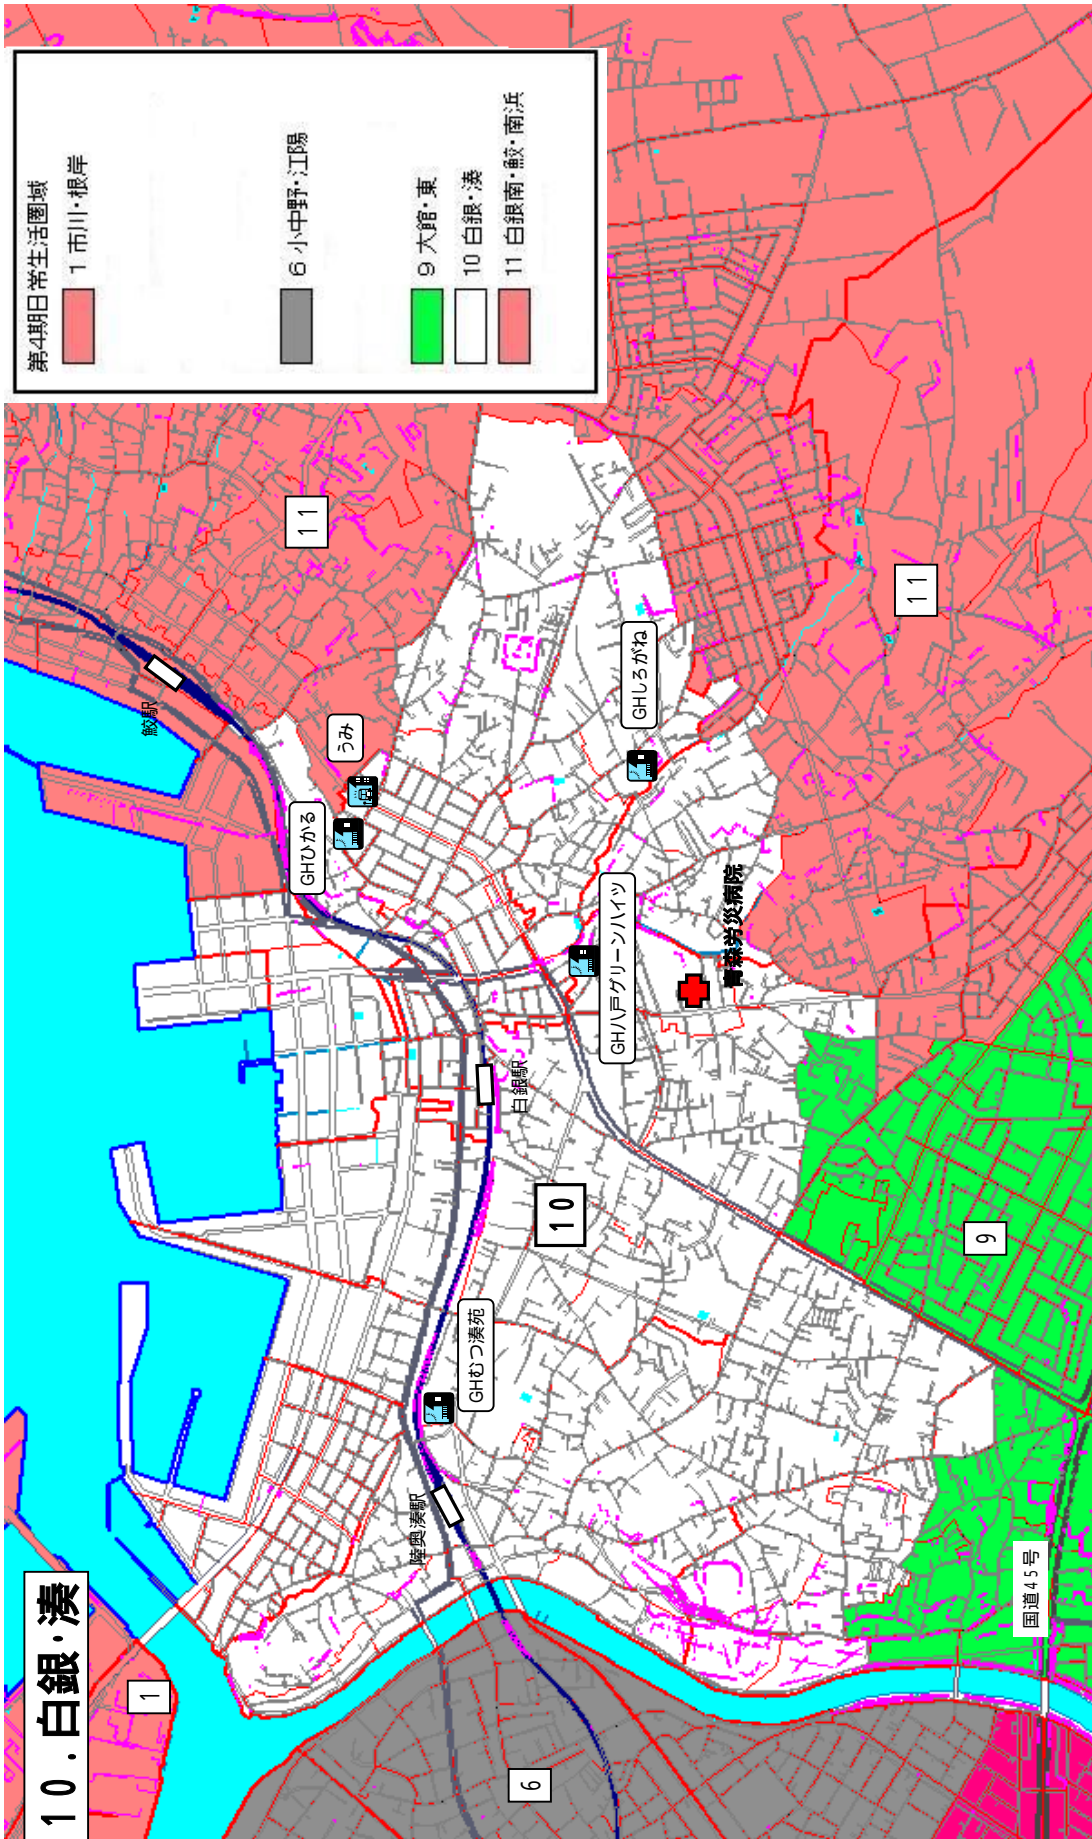 10．白銀・湊
第4期日常生活圏域
1 市川・根岸
6 小中野・江陽
9 大館・東
10 白銀・湊
11 白銀南・鮫・南浜
鮫駅
11
うみ
GHひかる
GHしろがね
11
GH八戸グリーンハイツ
青森労災病院
白銀駅
10
9
GHむつ湊苑
陸奥湊駅
国道45号
1
6